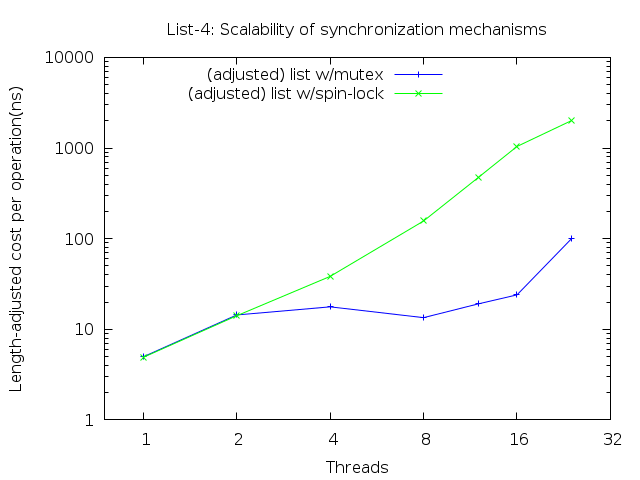 List-4: Scalability of synchronization mechanisms
(adjusted) list w/mutex
(adjusted) list w/spin-lock
Length-adjusted cost per operation(ns)
10000
1000
100
10
1
1 2 4 8 16 32
Threads